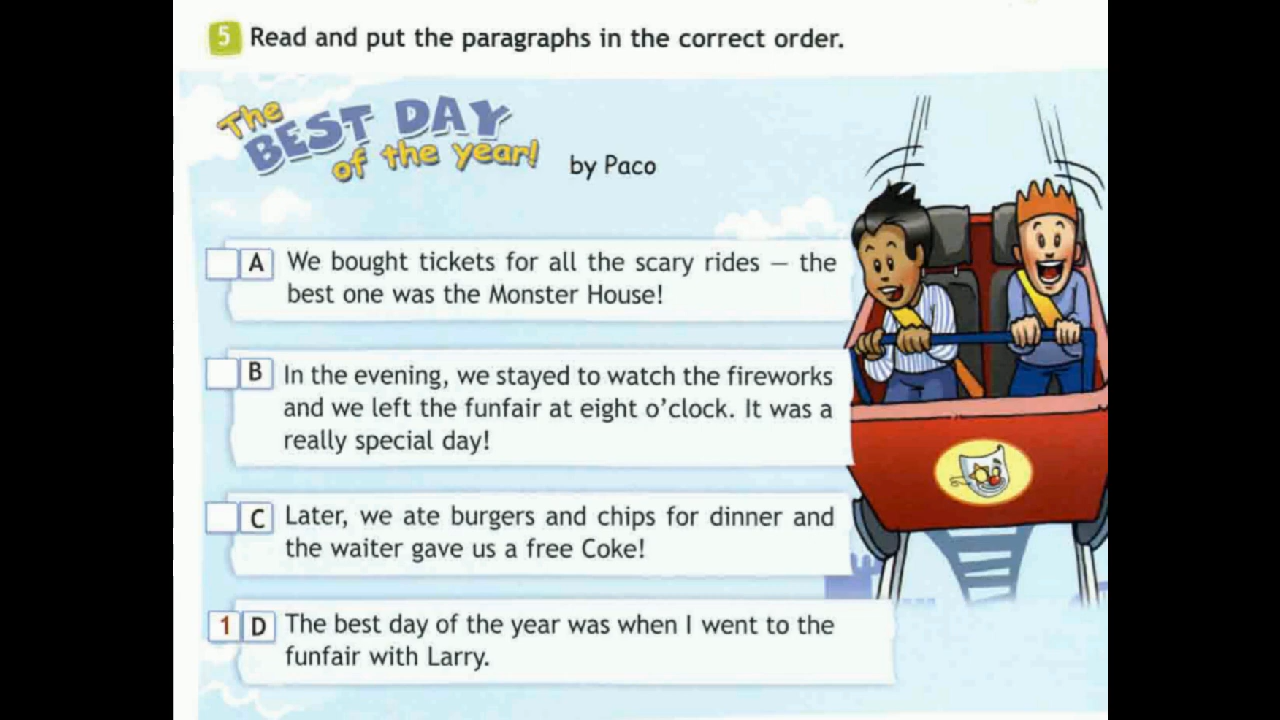 5 Read and put the paragraphs in the correct order.
The
BEST DAY
of the year!
by Paco
A We bought tickets for all the scary rides – the
best one was the Monster House!
B In the evening, we stayed to watch the fireworks
and we left the funfair at eight o'clock. It was a
really special day!
C Later, we ate burgers and chips for dinner and
the waiter gave us a free Coke!
1 D The best day of the year was when I went to the
funfair with Larry.